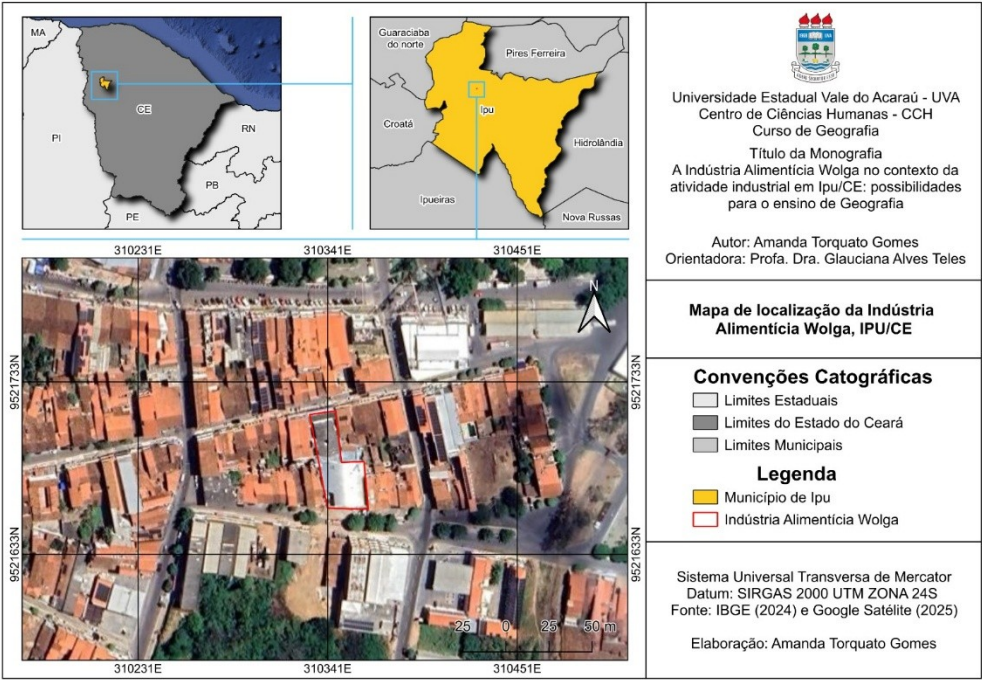 MA
CE
PI
RN
PB
PE
Guaraciaba
do norte
Pires Ferreira
Ipu
Croatá
Hidrolândia
Ipueiras
Nova Russas
310231E
310341E
310451E
9521733N
9521733N
9521633N
9521633N
N
25 0 25 50 m
310231E
310341E
310451E
Universidade Estadual Vale do Acaraú - UVA
Centro de Ciências Humanas - CCH
Curso de Geografia
Título da Monografia
A Indústria Alimentícia Wolga no contexto da
atividade industrial em Ipu/CE: possibilidades
para o ensino de Geografia
Autor: Amanda Torquato Gomes
Orientadora: Profa. Dra. Glauciana Alves Teles
Mapa de localização da Indústria
Alimentícia Wolga, IPU/CE
Convenções Catográficas
Limites Estaduais
Limites do Estado do Ceará
Limites Municipais
Legenda
Município de Ipu
Indústria Alimentícia Wolga
Sistema Universal Transversa de Mercator
Datum: SIRGAS 2000 UTM ZONA 24S
Fonte: IBGE (2024) e Google Satélite (2025)
Elaboração: Amanda Torquato Gomes